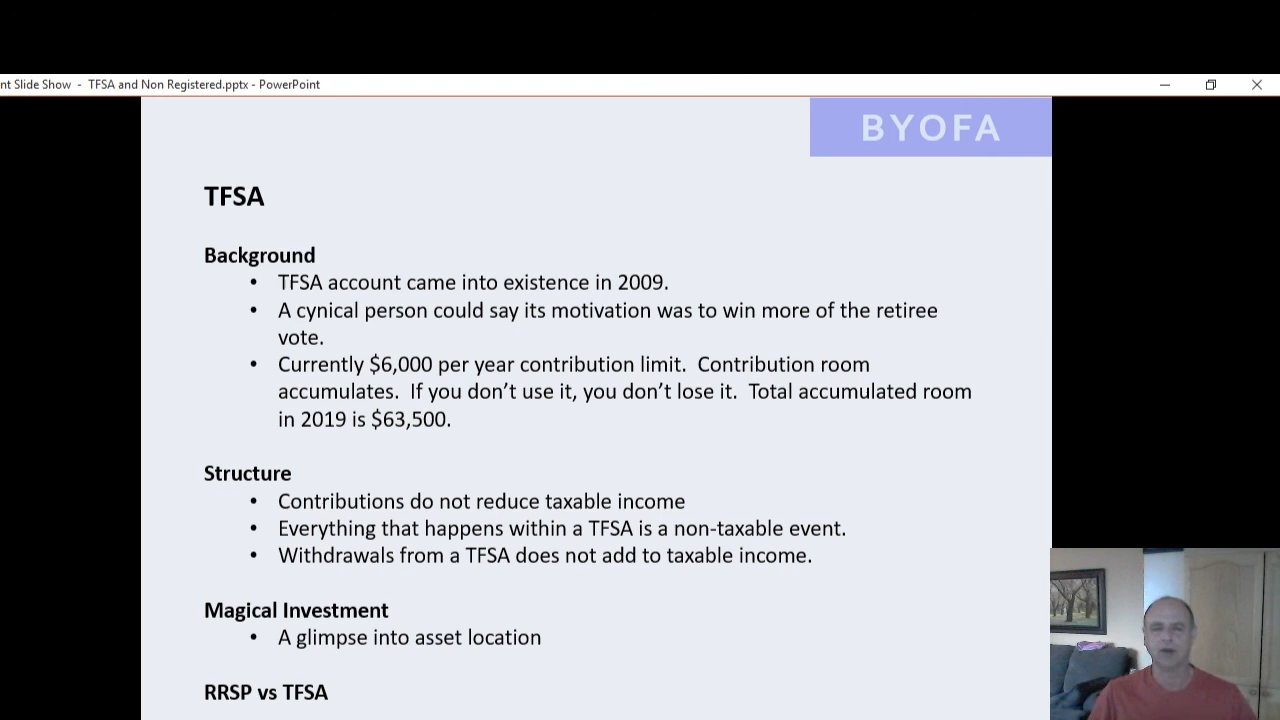 nt Slide Show - TFSA and Non Registered.pptx - PowerPoint
BYOFA
TFSA
Background
• TFSA account came into existence in 2009.
• A cynical person could say its motivation was to win more of the retiree
vote.
• Currently $6,000 per year contribution limit. Contribution room
accumulates. If you don’t use it, you don’t lose it. Total accumulated room
in 2019 is $63,500.
Structure
• Contributions do not reduce taxable income
• Everything that happens within a TFSA is a non-taxable event.
• Withdrawals from a TFSA does not add to taxable income.
Magical Investment
• A glimpse into asset location
RRSP vs TFSA